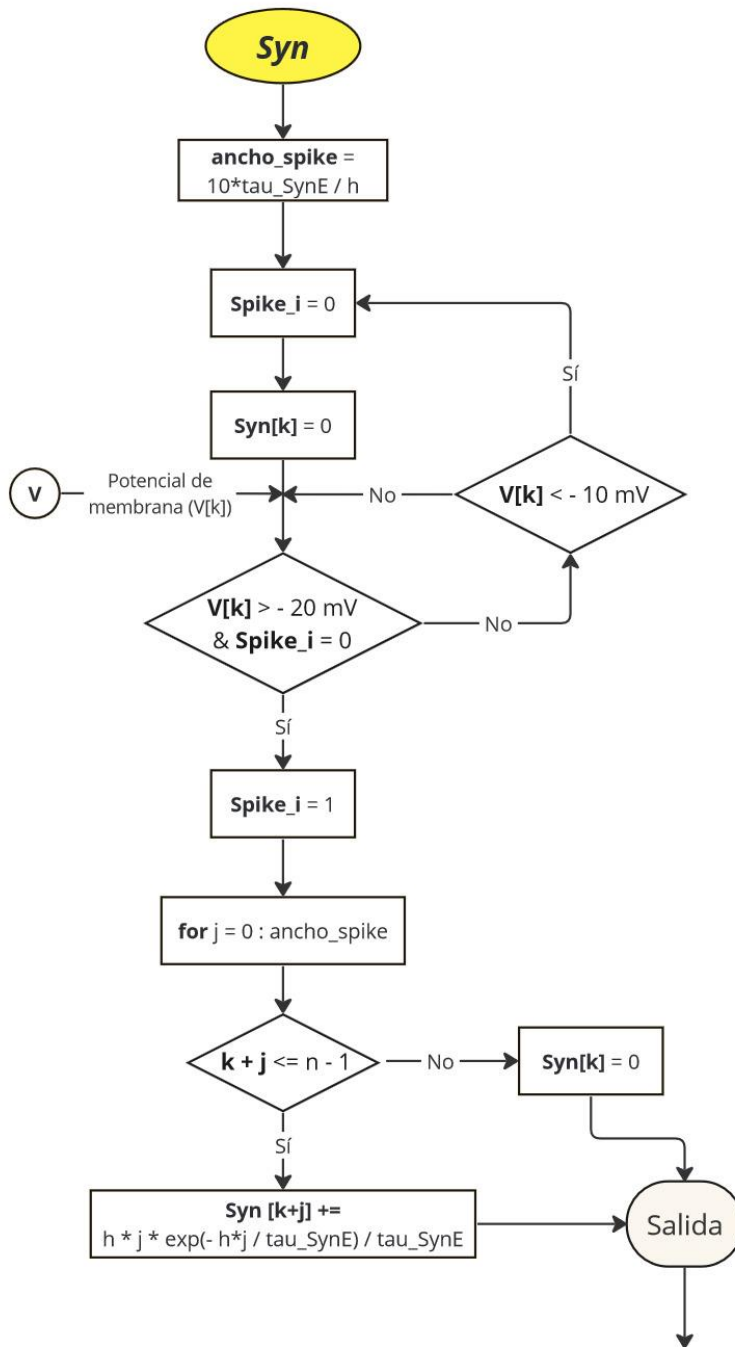 Syn
ancho_spike =
10*tau_SynE / h
Spike_i = 0
Sí
Syn[k] = 0
V
Potencial de
membrana (V[k])
No
V[k] < - 10 mV
V[k] > - 20 mV
& Spike_i = 0
No
Sí
Spike_i = 1
for j = 0 : ancho_spike
k + j <= n - 1
No
Syn[k] = 0
Sí
Syn [k+j] +=
h * j * exp(- h*j / tau_SynE) / tau_SynE
Salida